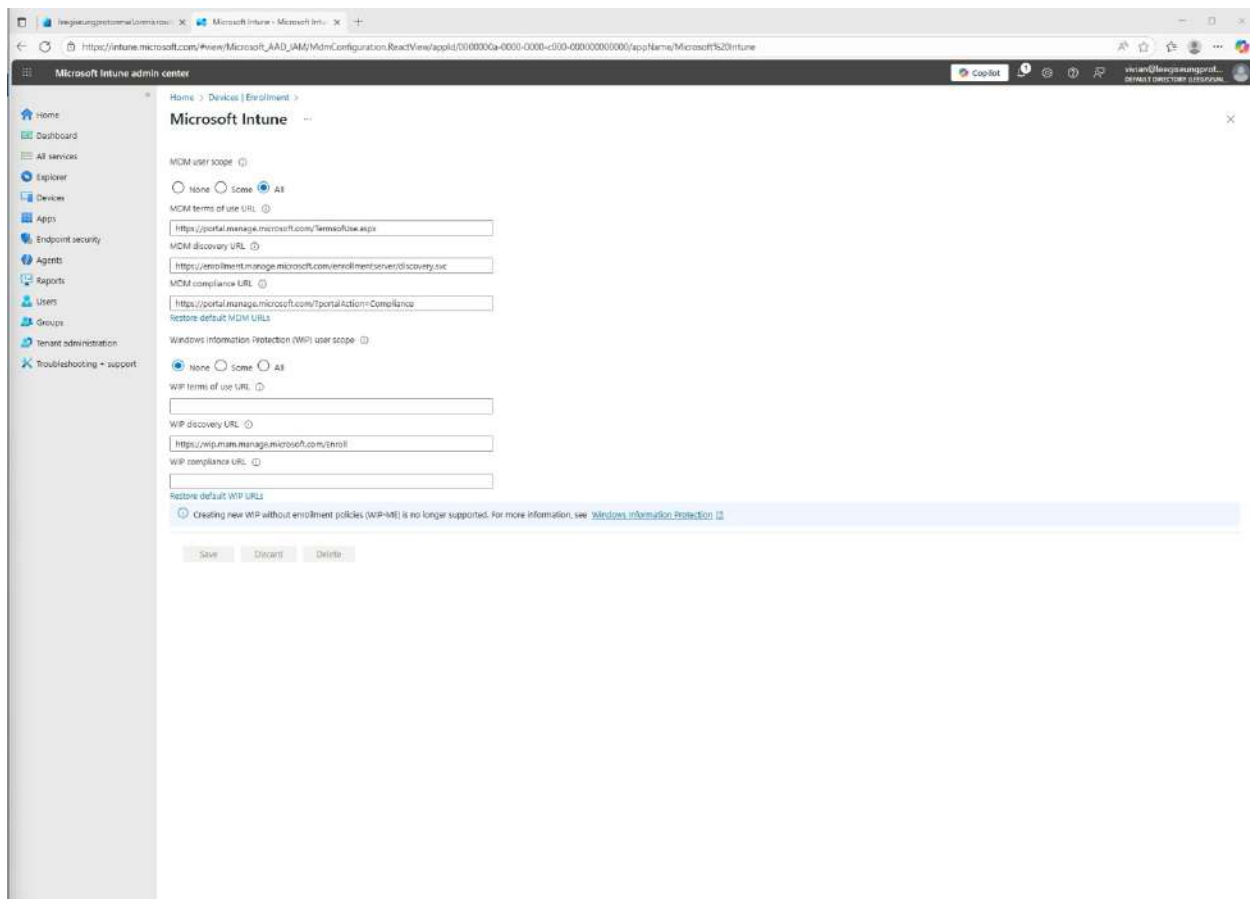 Microsoft Intune - Microsoft Intu
https://intune.microsoft.com/#view/Microsoft_AAD_IAM/MdmConfiguration.ReactView/appId/0000000a-0000-0000-c000-000000000000/appName/Microsoft%20Intune
Microsoft Intune admin center
Copilot
1
DEFAULT DIRECTORY
Home > Devices | Enrollment >
Microsoft Intune ...
Home
Dashboard
All services
Explorer
Devices
Apps
Endpoint security
Agents
Reports
Users
Groups
Tenant administration
Troubleshooting + support
MDM user scope
None Some All
MDM terms of use URL
https://portal.manage.microsoft.com/TermsofUse.aspx
MDM discovery URL
https://enrollment.manage.microsoft.com/enrollmentserver/discovery.svc
MDM compliance URL
https://portal.manage.microsoft.com/?portalAction=Compliance
Restore default MDM URLs
Windows Information Protection (WIP) user scope
None Some All
WIP terms of use URL
WIP discovery URL
https://wip.mam.manage.microsoft.com/Enroll
WIP compliance URL
Restore default WIP URLs
Creating new WIP without enrollment policies (WIP-ME) is no longer supported. For more information, see Windows Information Protection
Save Discard Delete